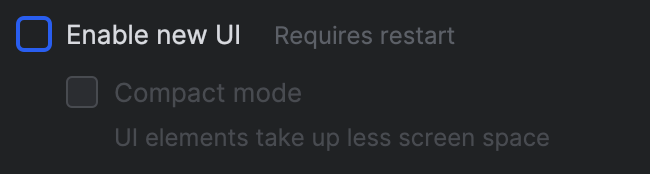 Enable new UI Requires restart
Compact mode
UI elements take up less screen space